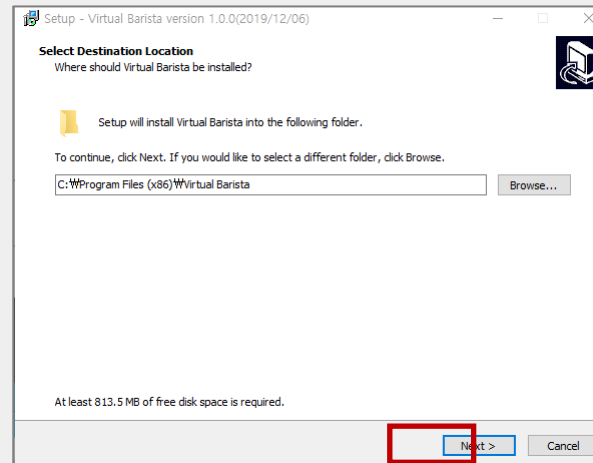 Setup - Virtual Barista version 1.0.0(2019/12/06)
Select Destination Location
Where should Virtual Barista be installed?
Setup will install Virtual Barista into the following folder.
To continue, click Next. If you would like to select a different folder, click Browse.
C:₩Program Files (x86)₩Virtual Barista
Browse...
At least 813.5 MB of free disk space is required.
Next >
Cancel